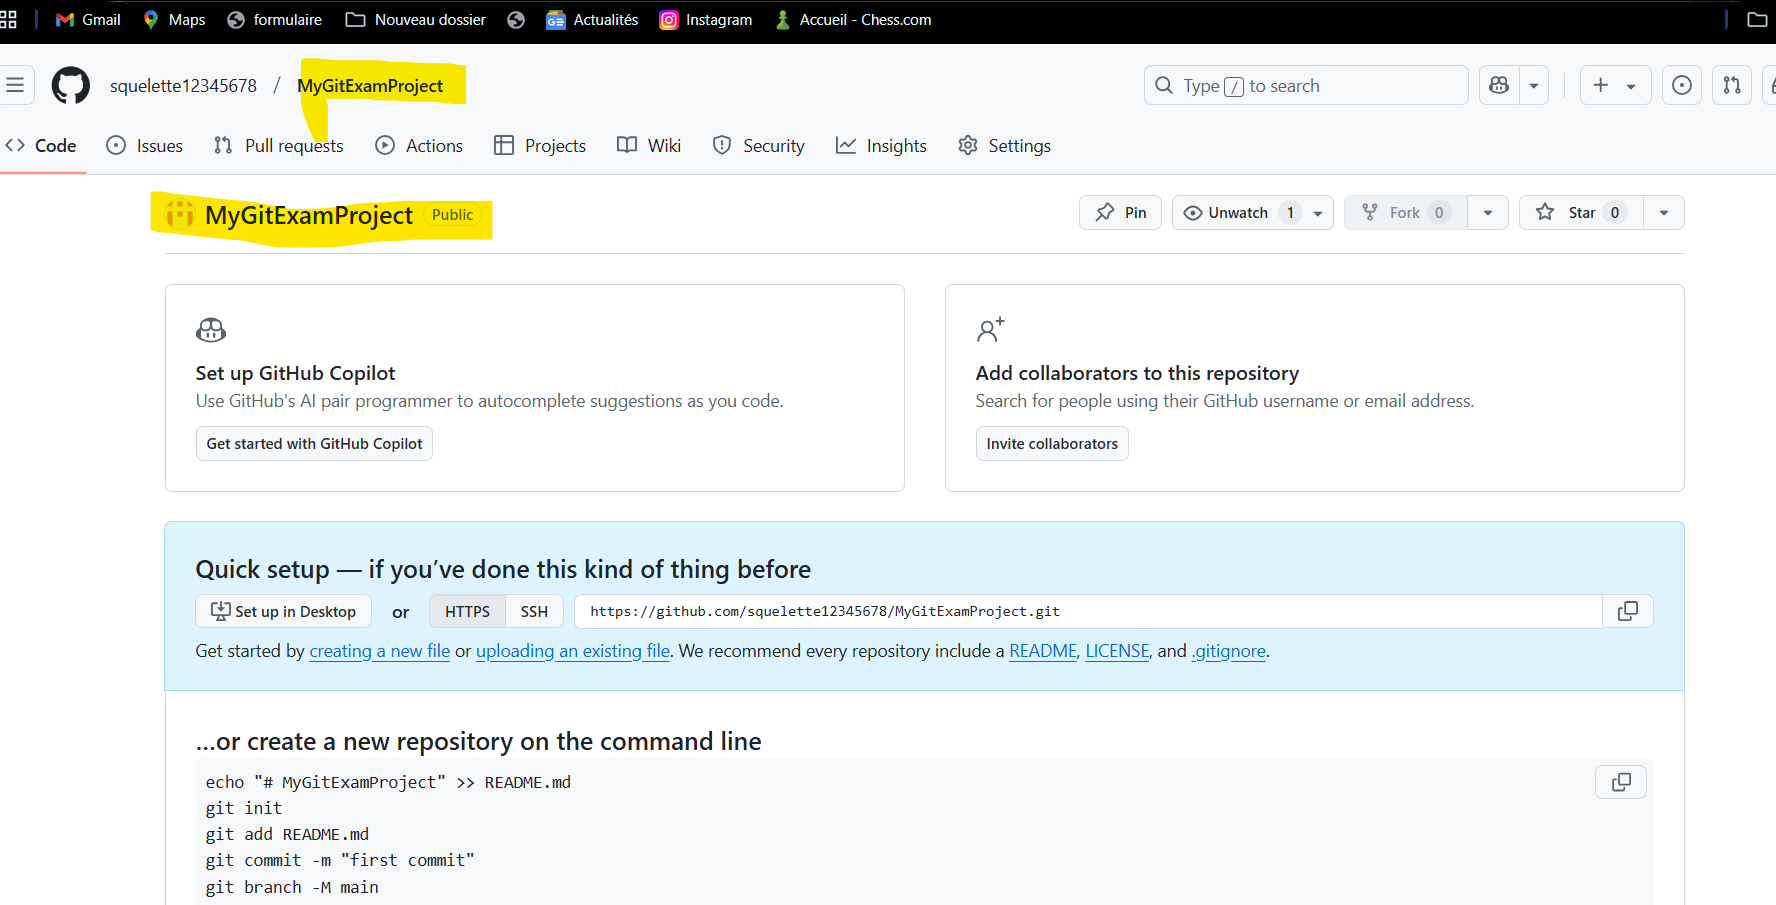 Gmail Maps formulaire Nouveau dossier Actualités Instagram Accueil - Chess.com
squelette12345678 / MyGitExamProject Type / to search
Code Issues Pull requests Actions Projects Wiki Security Insights Settings
MyGitExamProject Public Pin Unwatch 1 Fork 0 Star 0
Set up GitHub Copilot
Use GitHub's AI pair programmer to autocomplete suggestions as you code.
Get started with GitHub Copilot
Add collaborators to this repository
Search for people using their GitHub username or email address.
Invite collaborators
Quick setup — if you’ve done this kind of thing before
Set up in Desktop or HTTPS SSH https://github.com/squelette12345678/MyGitExamProject.git
Get started by creating a new file or uploading an existing file. We recommend every repository include a README, LICENSE, and .gitignore.
…or create a new repository on the command line
echo "# MyGitExamProject" >> README.md
git init
git add README.md
git commit -m "first commit"
git branch -M main